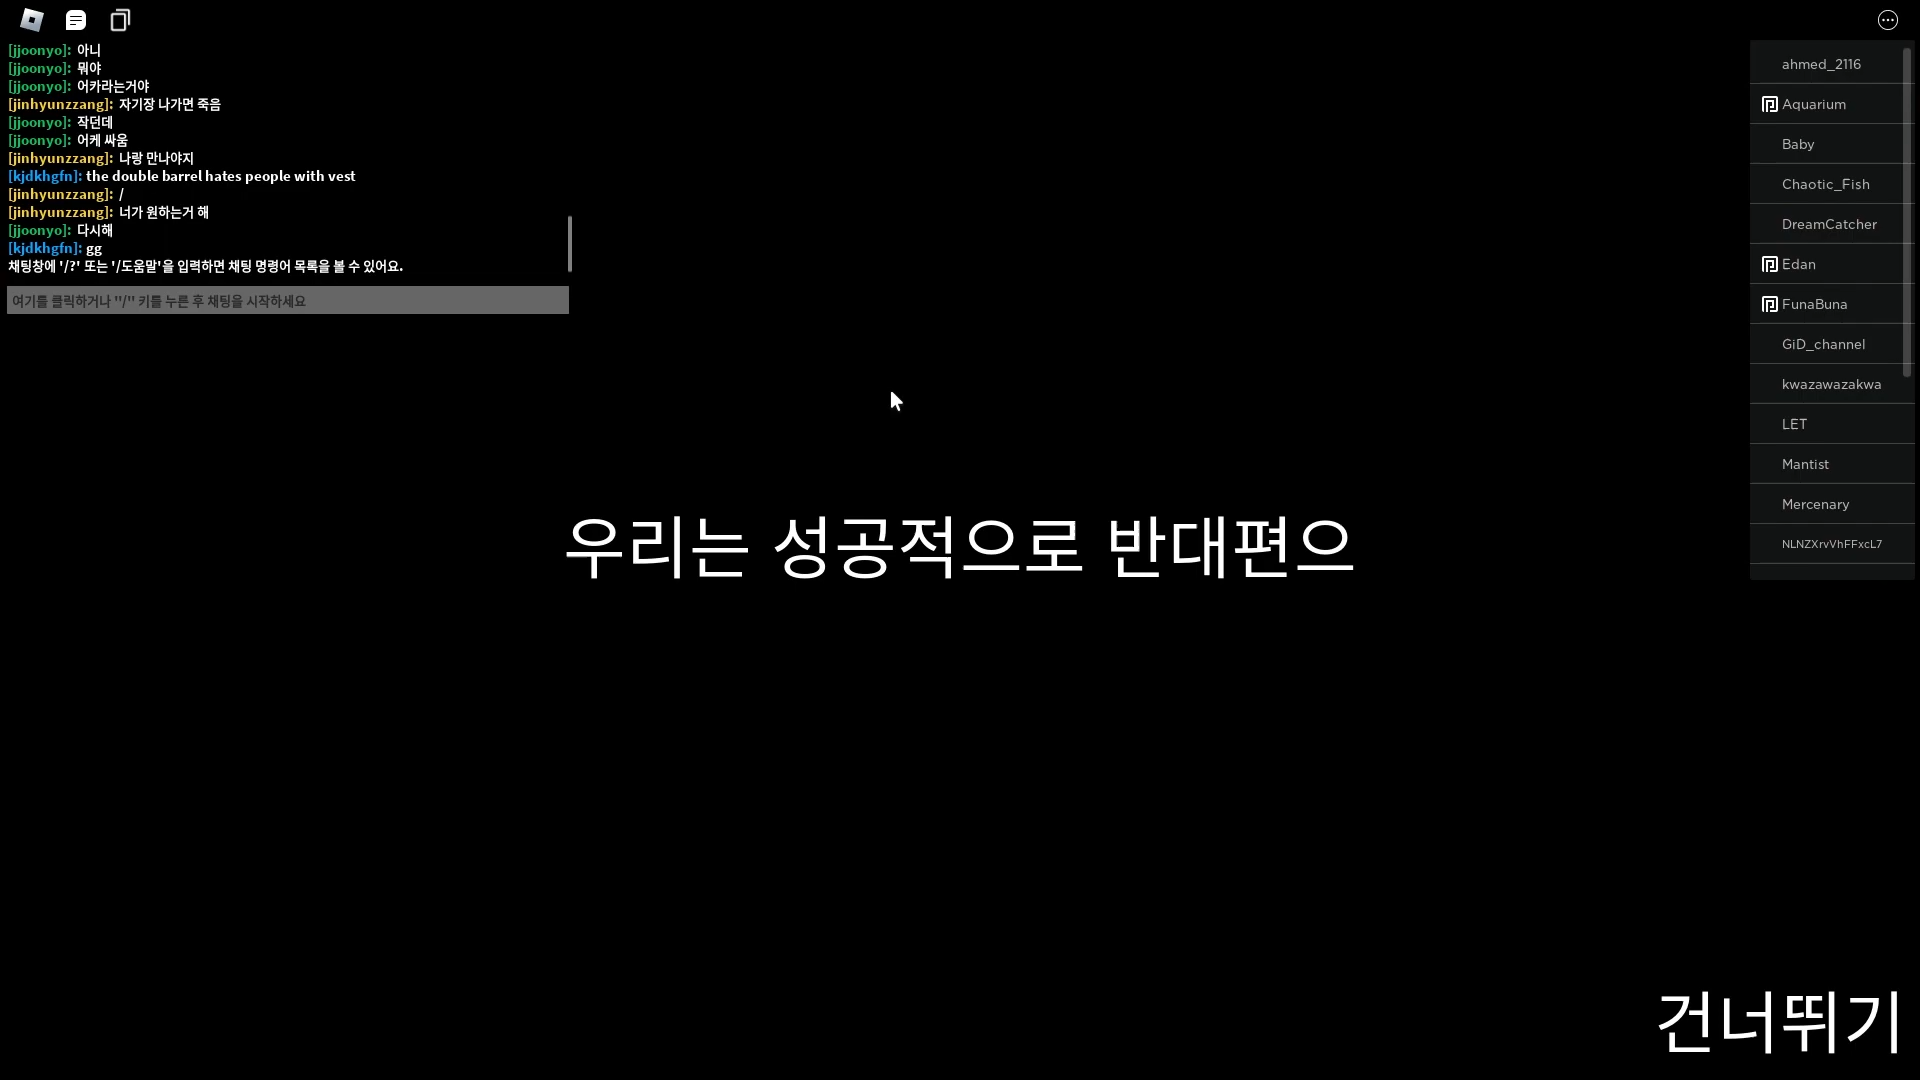 [jjoonyo]: 아니
[jjoonyo]: 뭐야
[jjoonyo]: 어카라는거야
[jinhyunzzang]: 자기장 나가면 죽음
[jjoonyo]: 작던데
[jjoonyo]: 어케 싸움
[jinhyunzzang]: 나랑 만나야지
[kjdkhgfn]: the double barrel hates people with vest
[jinhyunzzang]: /
[jinhyunzzang]: 너가 원하는거 해
[jjoonyo]: 다시해
[kjdkhgfn]: gg
채팅창에 '/?' 또는 '/도움말'을 입력하면 채팅 명령어 목록을 볼 수 있어요.
여기를 클릭하거나 "/" 키를 누른 후 채팅을 시작하세요
ahmed_2116
Aquarium
Baby
Chaotic_Fish
DreamCatcher
Edan
FunaBuna
GiD_channel
kwazawazakwa
LET
Mantist
Mercenary
NLNZXrvVhFFxcL7
우리는 성공적으로 반대편으
건너뛰기